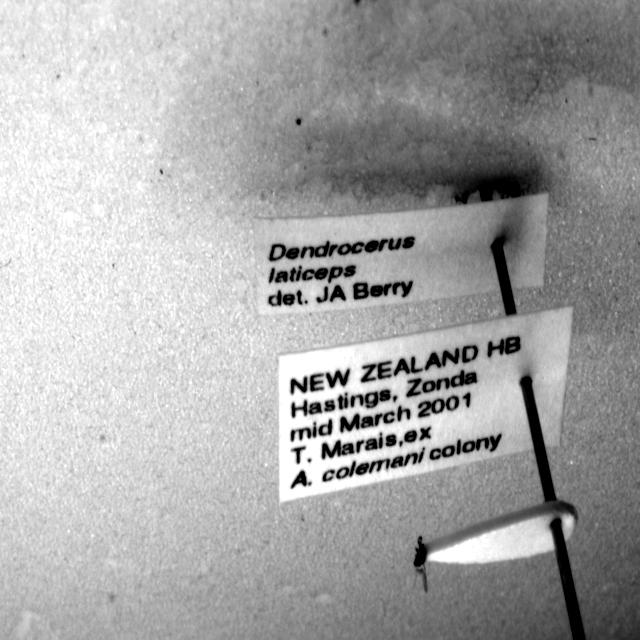 Dendrocerus
laticeps
det. JA Berry
NEW ZEALAND HB
Hastings, Zonda
mid March 2001
T. Marais,ex
A. colemani colony